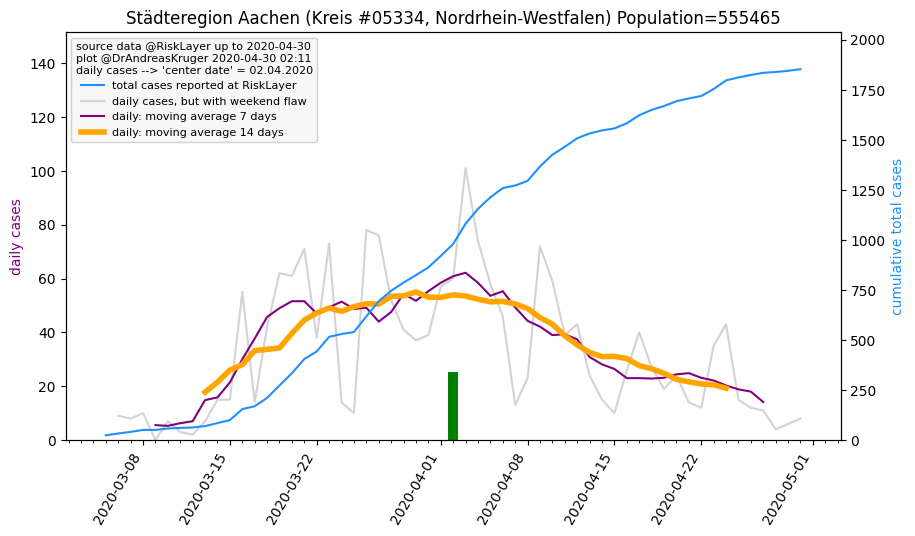 Städteregion Aachen (Kreis #05334, Nordrhein-Westfalen) Population=555465
source data @RiskLayer up to 2020-04-30
plot @DrAndreasKruger 2020-04-30 02:11
daily cases --> 'center date' = 02.04.2020
total cases reported at RiskLayer
daily cases, but with weekend flaw
daily: moving average 7 days
daily: moving average 14 days
daily cases
140
120
100
80
60
40
20
0
cumulative total cases
2000
1750
1500
1250
1000
750
500
250
0
2020-03-08
2020-03-15
2020-03-22
2020-04-01
2020-04-08
2020-04-15
2020-04-22
2020-05-01